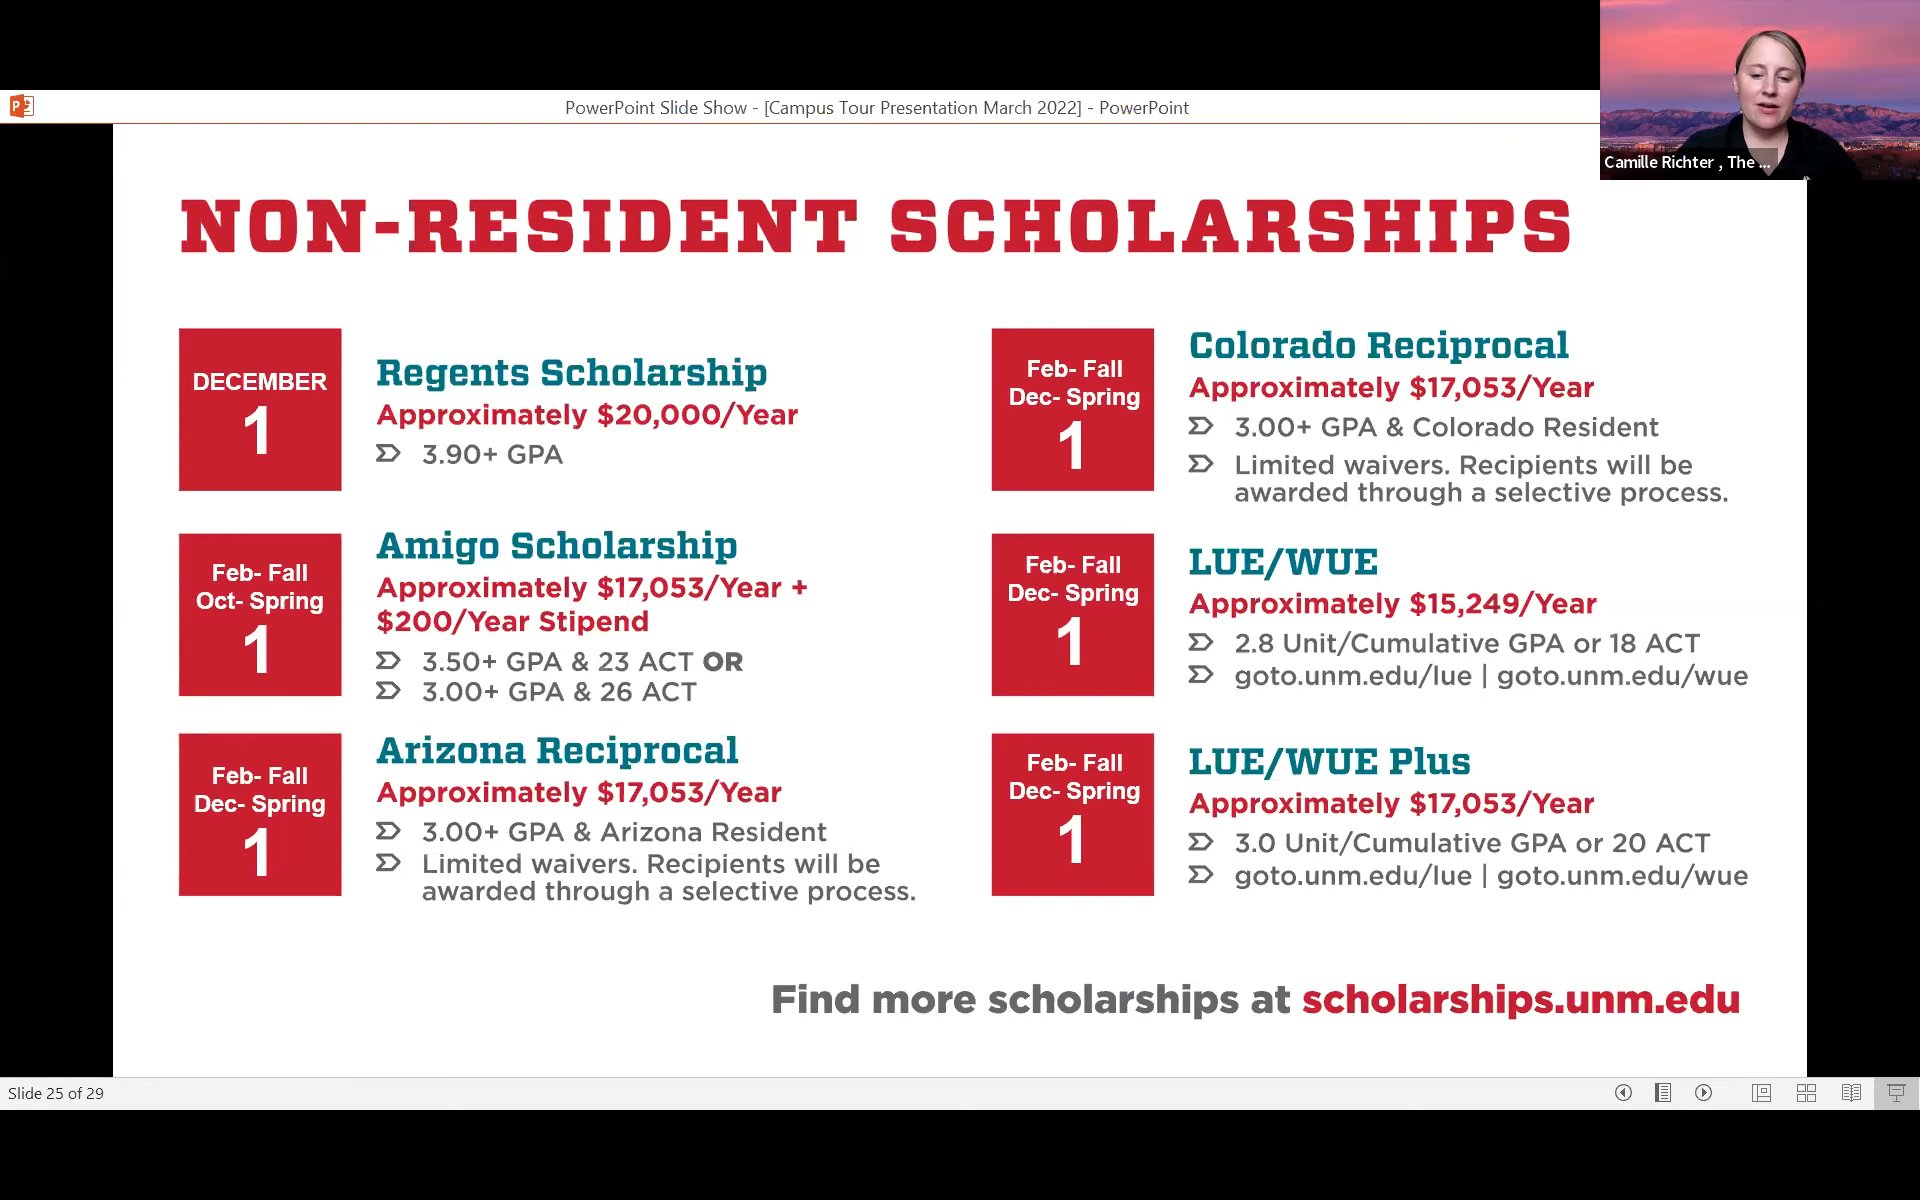 PowerPoint Slide Show - [Campus Tour Presentation March 2022] - PowerPoint
Camille Richter , The ...
NON-RESIDENT SCHOLARSHIPS
DECEMBER
1
Regents Scholarship
Approximately $20,000/Year
3.90+ GPA
Feb- Fall
Oct- Spring
1
Amigo Scholarship
Approximately $17,053/Year +
$200/Year Stipend
3.50+ GPA & 23 ACT OR
3.00+ GPA & 26 ACT
Feb- Fall
Dec- Spring
1
Arizona Reciprocal
Approximately $17,053/Year
3.00+ GPA & Arizona Resident
Limited waivers. Recipients will be
awarded through a selective process.
Feb- Fall
Dec- Spring
1
Colorado Reciprocal
Approximately $17,053/Year
3.00+ GPA & Colorado Resident
Limited waivers. Recipients will be
awarded through a selective process.
Feb- Fall
Dec- Spring
1
LUE/WUE
Approximately $15,249/Year
2.8 Unit/Cumulative GPA or 18 ACT
goto.unm.edu/lue | goto.unm.edu/wue
Feb- Fall
Dec- Spring
1
LUE/WUE Plus
Approximately $17,053/Year
3.0 Unit/Cumulative GPA or 20 ACT
goto.unm.edu/lue | goto.unm.edu/wue
Find more scholarships at scholarships.unm.edu
Slide 25 of 29